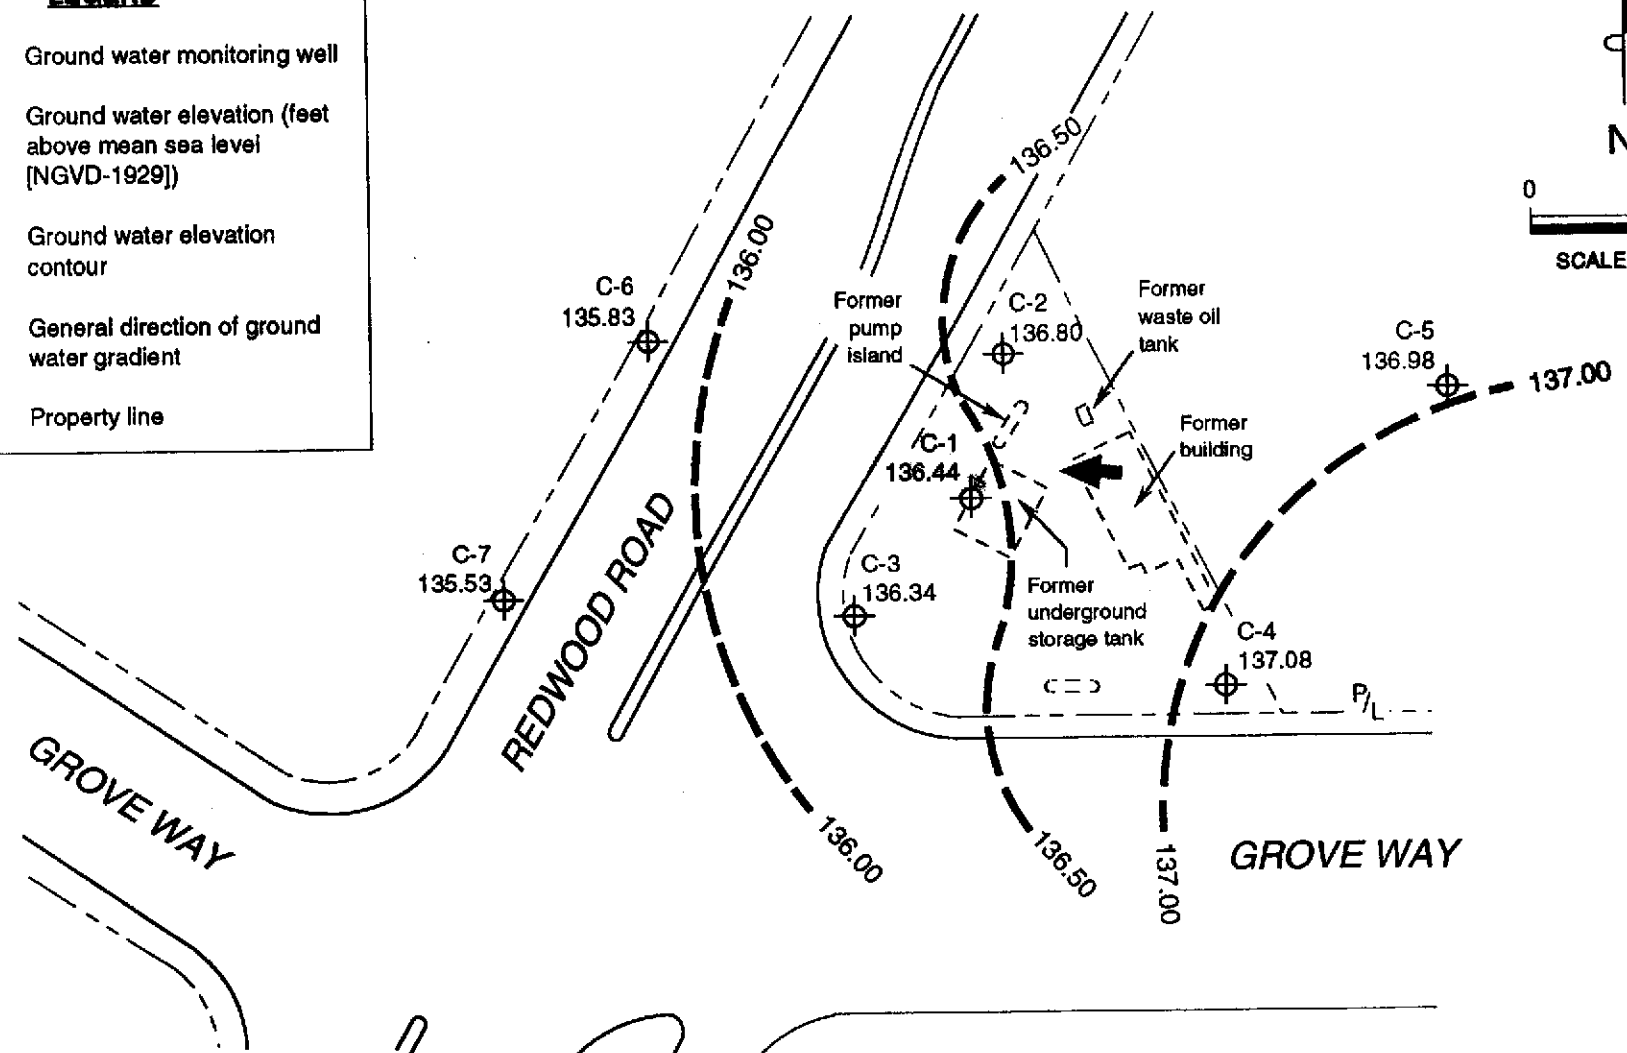 Ground water monitoring well
Ground water elevation (feet
above mean sea level
[NGVD-1929])
Ground water elevation
contour
General direction of ground
water gradient
Property line
136.50
136.00
C-6
135.83
Former
pump
island
C-2
136.80
Former
waste oil
tank
C-5
136.98
137.00
N
0
SCALE
C-1
136.44
Former
building
C-7
135.53
REDWOOD ROAD
C-3
136.34
Former
underground
storage tank
C-4
137.08
P/L
GROVE WAY
136.00
136.50
137.00
GROVE WAY